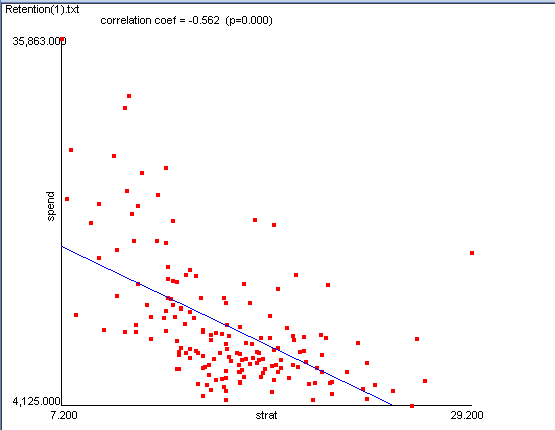 Retention(1).txt
correlation coef = -0.562 (p=0.000)
35,863.000
spend
4,125.000
7.200
strat
29.200